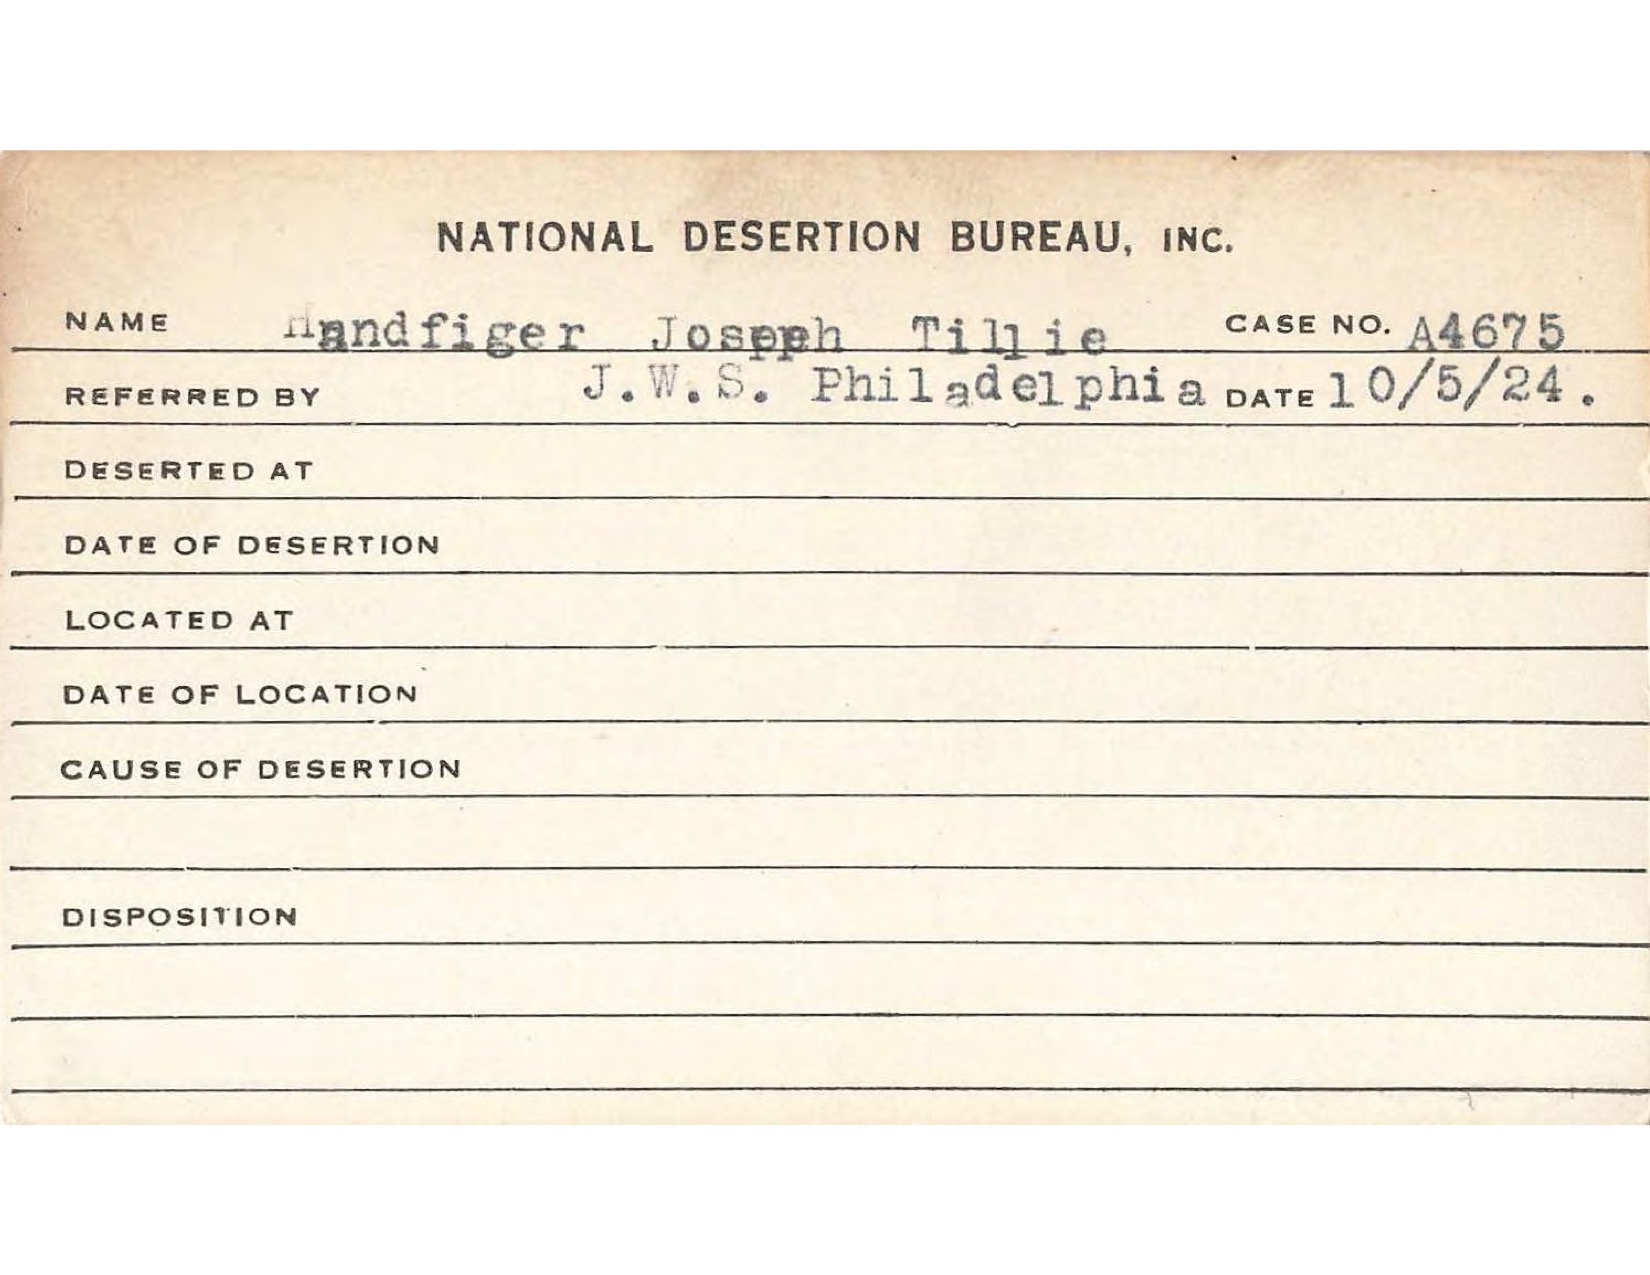 NATIONAL DESERTION BUREAU, INC.
NAME Handfiger Joseph Tillie CASE NO. A4675
REFERRED BY J.W.S. Philadelphia DATE 10/5/24.
DESERTED AT
DATE OF DESERTION
LOCATED AT
DATE OF LOCATION
CAUSE OF DESERTION
DISPOSITION